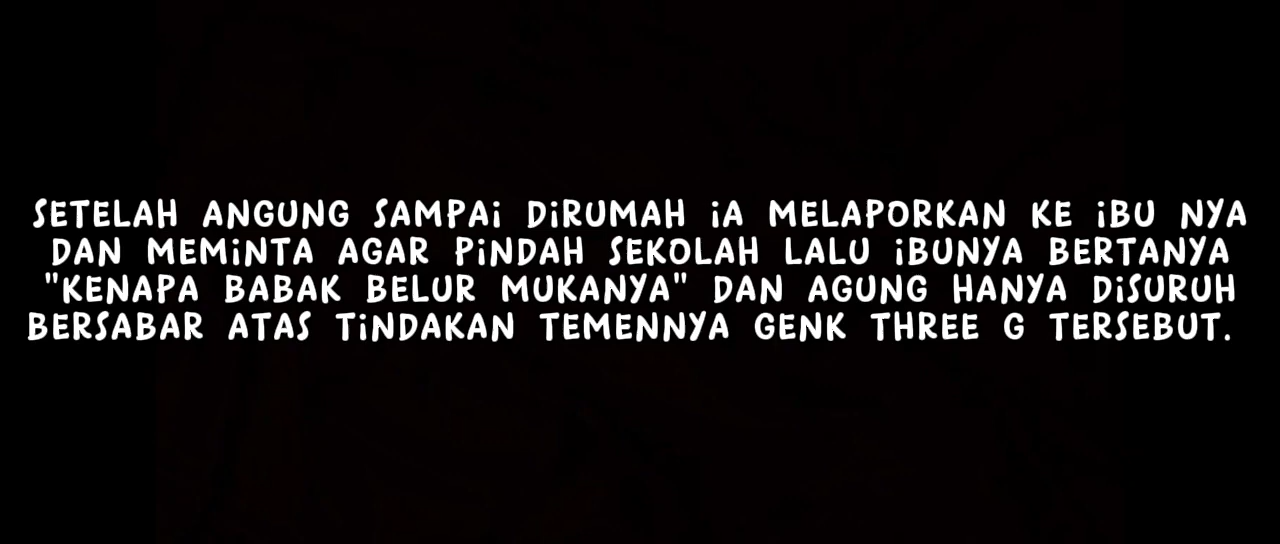 SETELAH ANGUNG SAMPAi DiRUMAH iA MELAPORKAN KE iBU NYA
DAN MEMiNTA AGAR PiNDAH SEKOLAH LALU iBUNYA BERTANYA
"KENAPA BABAK BELUR MUKANYA" DAN AGUNG HANYA DiSURUH
BERSABAR ATAS TiNDAKAN TEMENNYA GENK THREE G TERSEBUT.